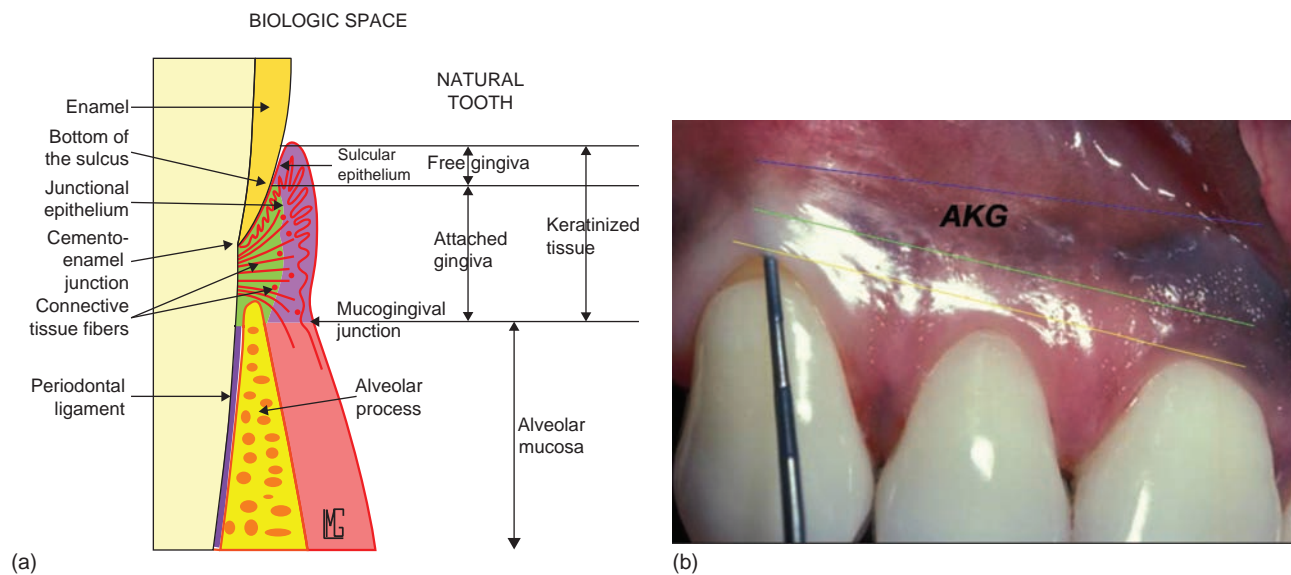 BIOLOGIC SPACE
NATURAL
TOOTH
Enamel
Bottom of
the sulcus
Junctional
epithelium
Cemento-
enamel
junction
Connective
tissue fibers
Periodontal
ligament
Sulcular
epithelium
Free gingiva
Attached
gingiva
Keratinized
tissue
Mucogingival
junction
Alveolar
process
Alveolar
mucosa
(a)
AKG
(b)